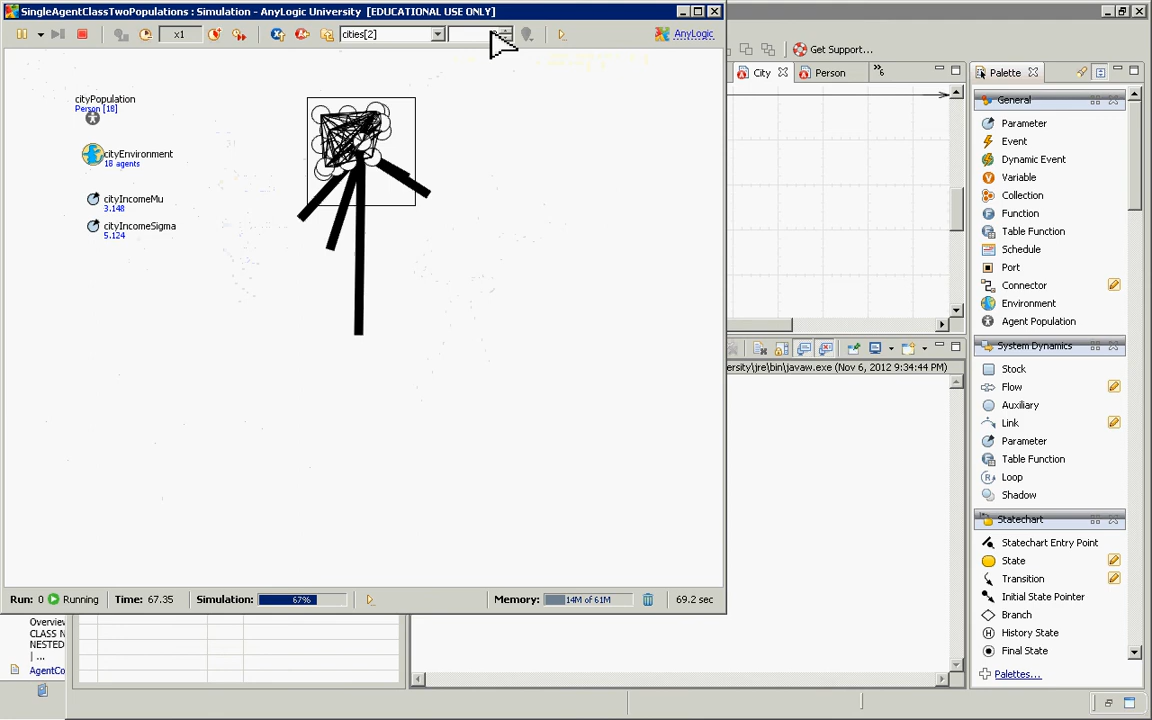 SingleAgentClassTwoPopulations : Simulation - AnyLogic University [EDUCATIONAL USE ONLY]
x1
cities[2]
AnyLogic
Get Support...
cityPopulation
Person [18]
cityEnvironment
18 agents
cityIncomeMu
3.148
cityIncomeSigma
5.124
City
Person
6
Palette
General
Parameter
Event
Dynamic Event
Variable
Collection
Function
Table Function
Schedule
Port
Connector
Environment
Agent Population
System Dynamics
Stock
Flow
Auxiliary
Link
Parameter
Table Function
Loop
Shadow
Statechart
Statechart Entry Point
State
Transition
Initial State Pointer
Branch
History State
Final State
Palettes...
ersity\jre\bin\javaw.exe (Nov 6, 2012 9:34:44 PM)
Run: 0 Running
Time: 67.35
Simulation: 67%
Memory: 14M of 61M
69.2 sec
Overview
CLASS N
NESTED
| ...
AgentCo